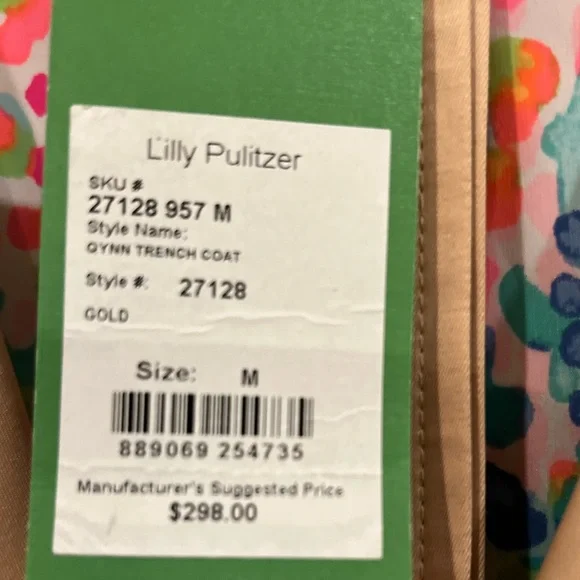 Lilly Pulitzer
SKU #
27128 957 M
Style Name:
QYNN TRENCH COAT
Style #: 27128
GOLD
Size: M
889069 254735
Manufacturer's Suggested Price
$298.00